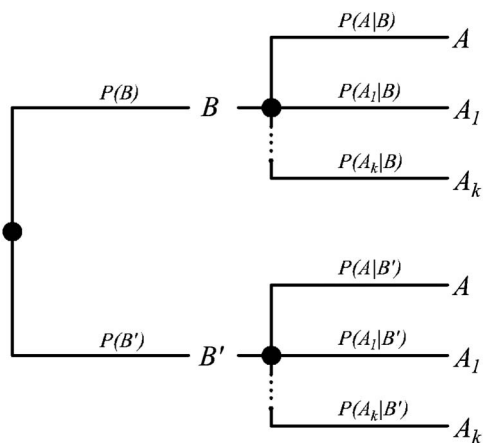 P(A|B) A
P(B) B P(A₁|B) A₁
P(Aₖ|B) Aₖ
P(A|B') A
P(B') B' P(A₁|B') A₁
P(Aₖ|B') Aₖ